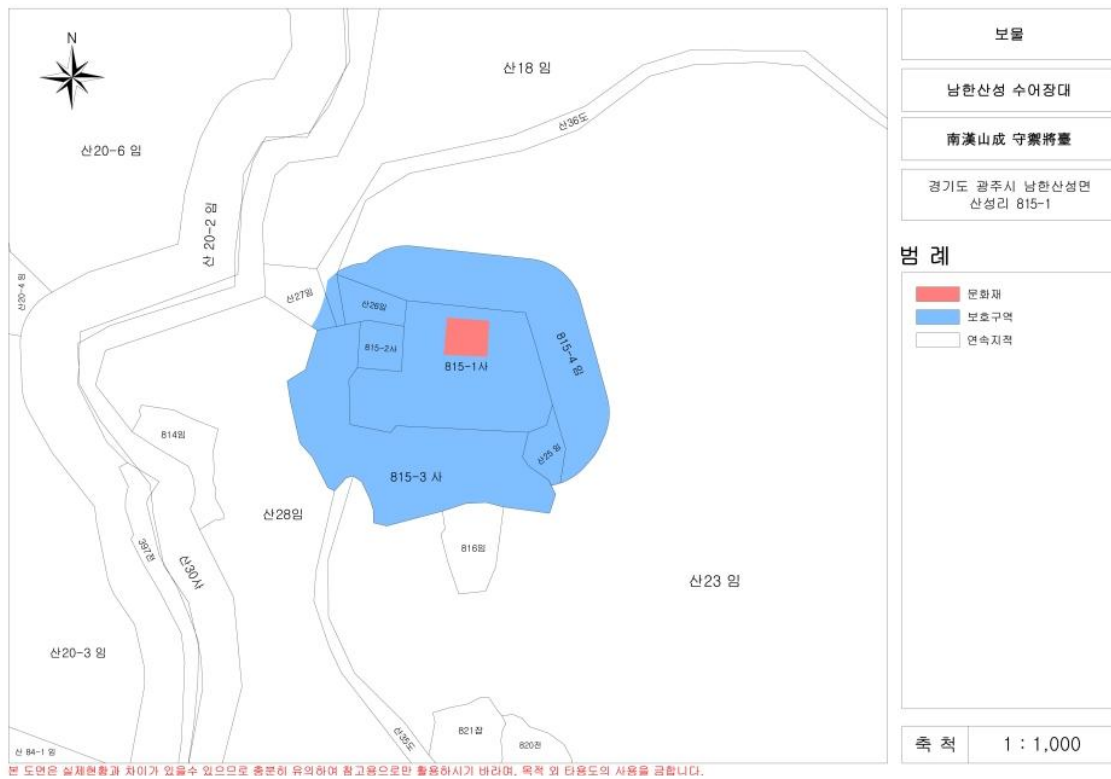 N
산18 임
산36도
산20-6 임
산 20-2 임
산20-4 임
산27임
산26임
815-2사
815-1사
815-4 임
산25 임
815-3 사
814임
산28임
397전
산30사
816임
산23 임
산20-3 임
산35도
821잡
820전
산 84-1 임
본 도면은 실제현황과 차이가 있을수 있으므로 충분히 유의하여 참고용으로만 활용하시기 바라며, 목적 외 타용도의 사용을 금합니다.
보물
남한산성 수어장대
南漢山成 守禦將臺
경기도 광주시 남한산성면
산성리 815-1
범 례
문화재
보호구역
연속지적
축 척
1 : 1,000